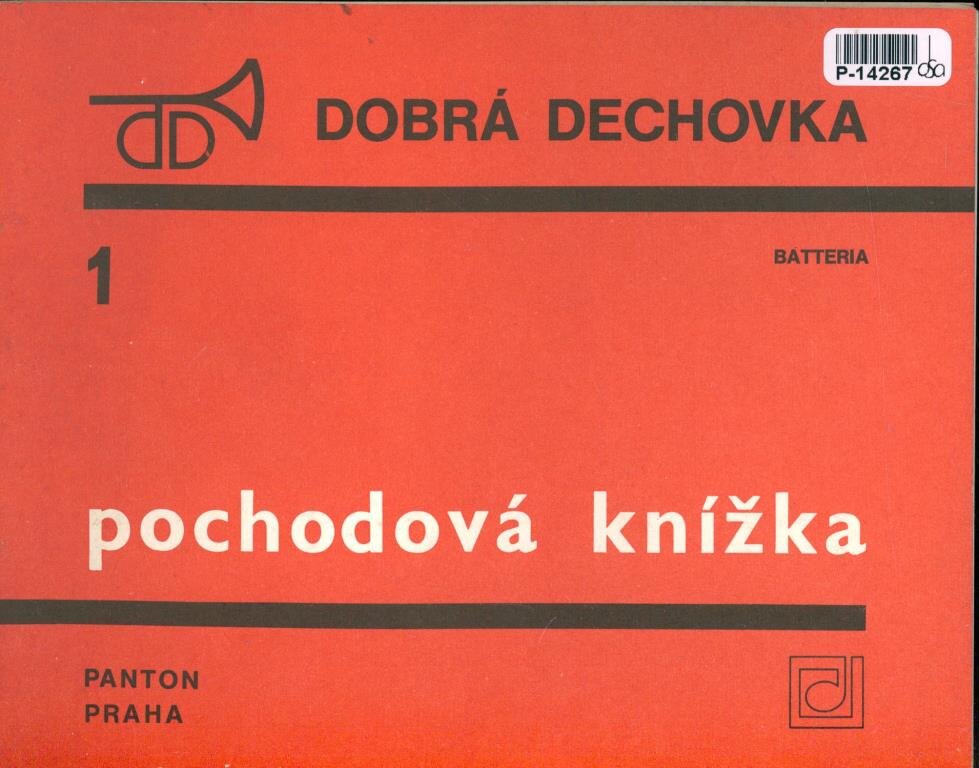 P-14267
DOBRÁ DECHOVKA
1
BATTERIA
pochodová knížka
PANTON
PRAHA